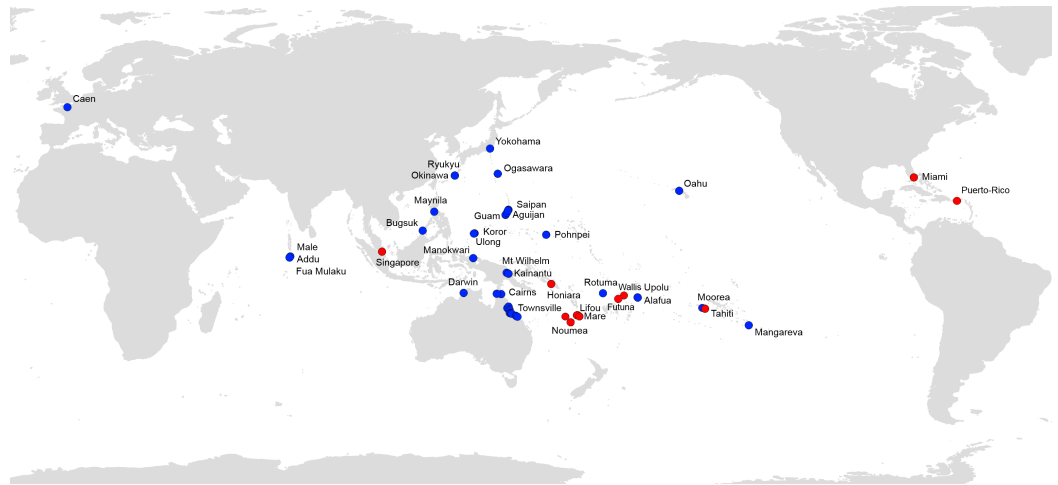 Caen
Yokohama
Ryukyu
Okinawa
Ogasawara
Miami
Oahu
Puerto-Rico
Maynila
Saipan
Guam
Aguijan
Bugsuk
Koror
Ulong
Pohnpei
Male
Addu
Fua Mulaku
Singapore
Manokwari
Mt Wilhelm
Kainantu
Darwin
Cairns
Honiara
Rotuma
Wallis Upolu
Futuna
Alafua
Moorea
Tahiti
Townsville
Lifou
Mare
Noumea
Mangareva